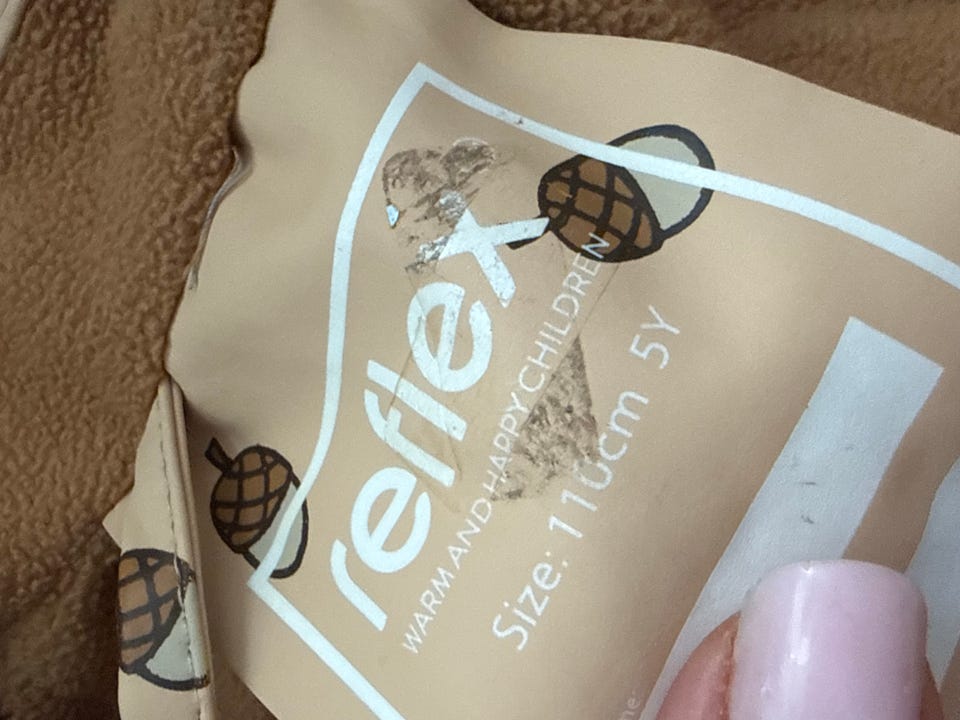 reflex
WARM AND HAPPY CHILDREN
Size: 110cm 5Y